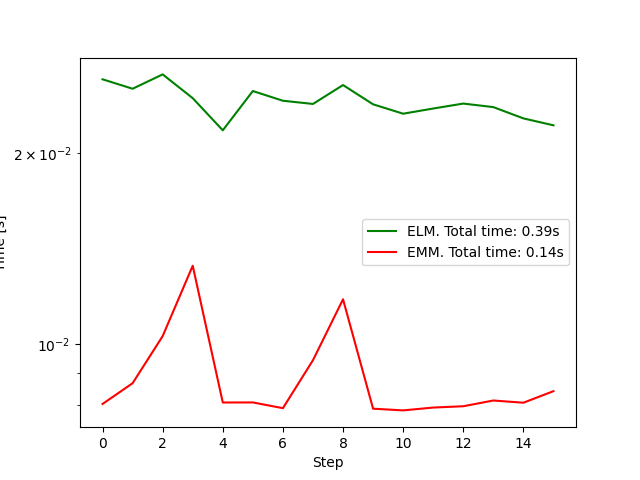 2 × 10⁻²
10⁻²
Time [s]
ELM. Total time: 0.39s
EMM. Total time: 0.14s
0 2 4 6 8 10 12 14
Step